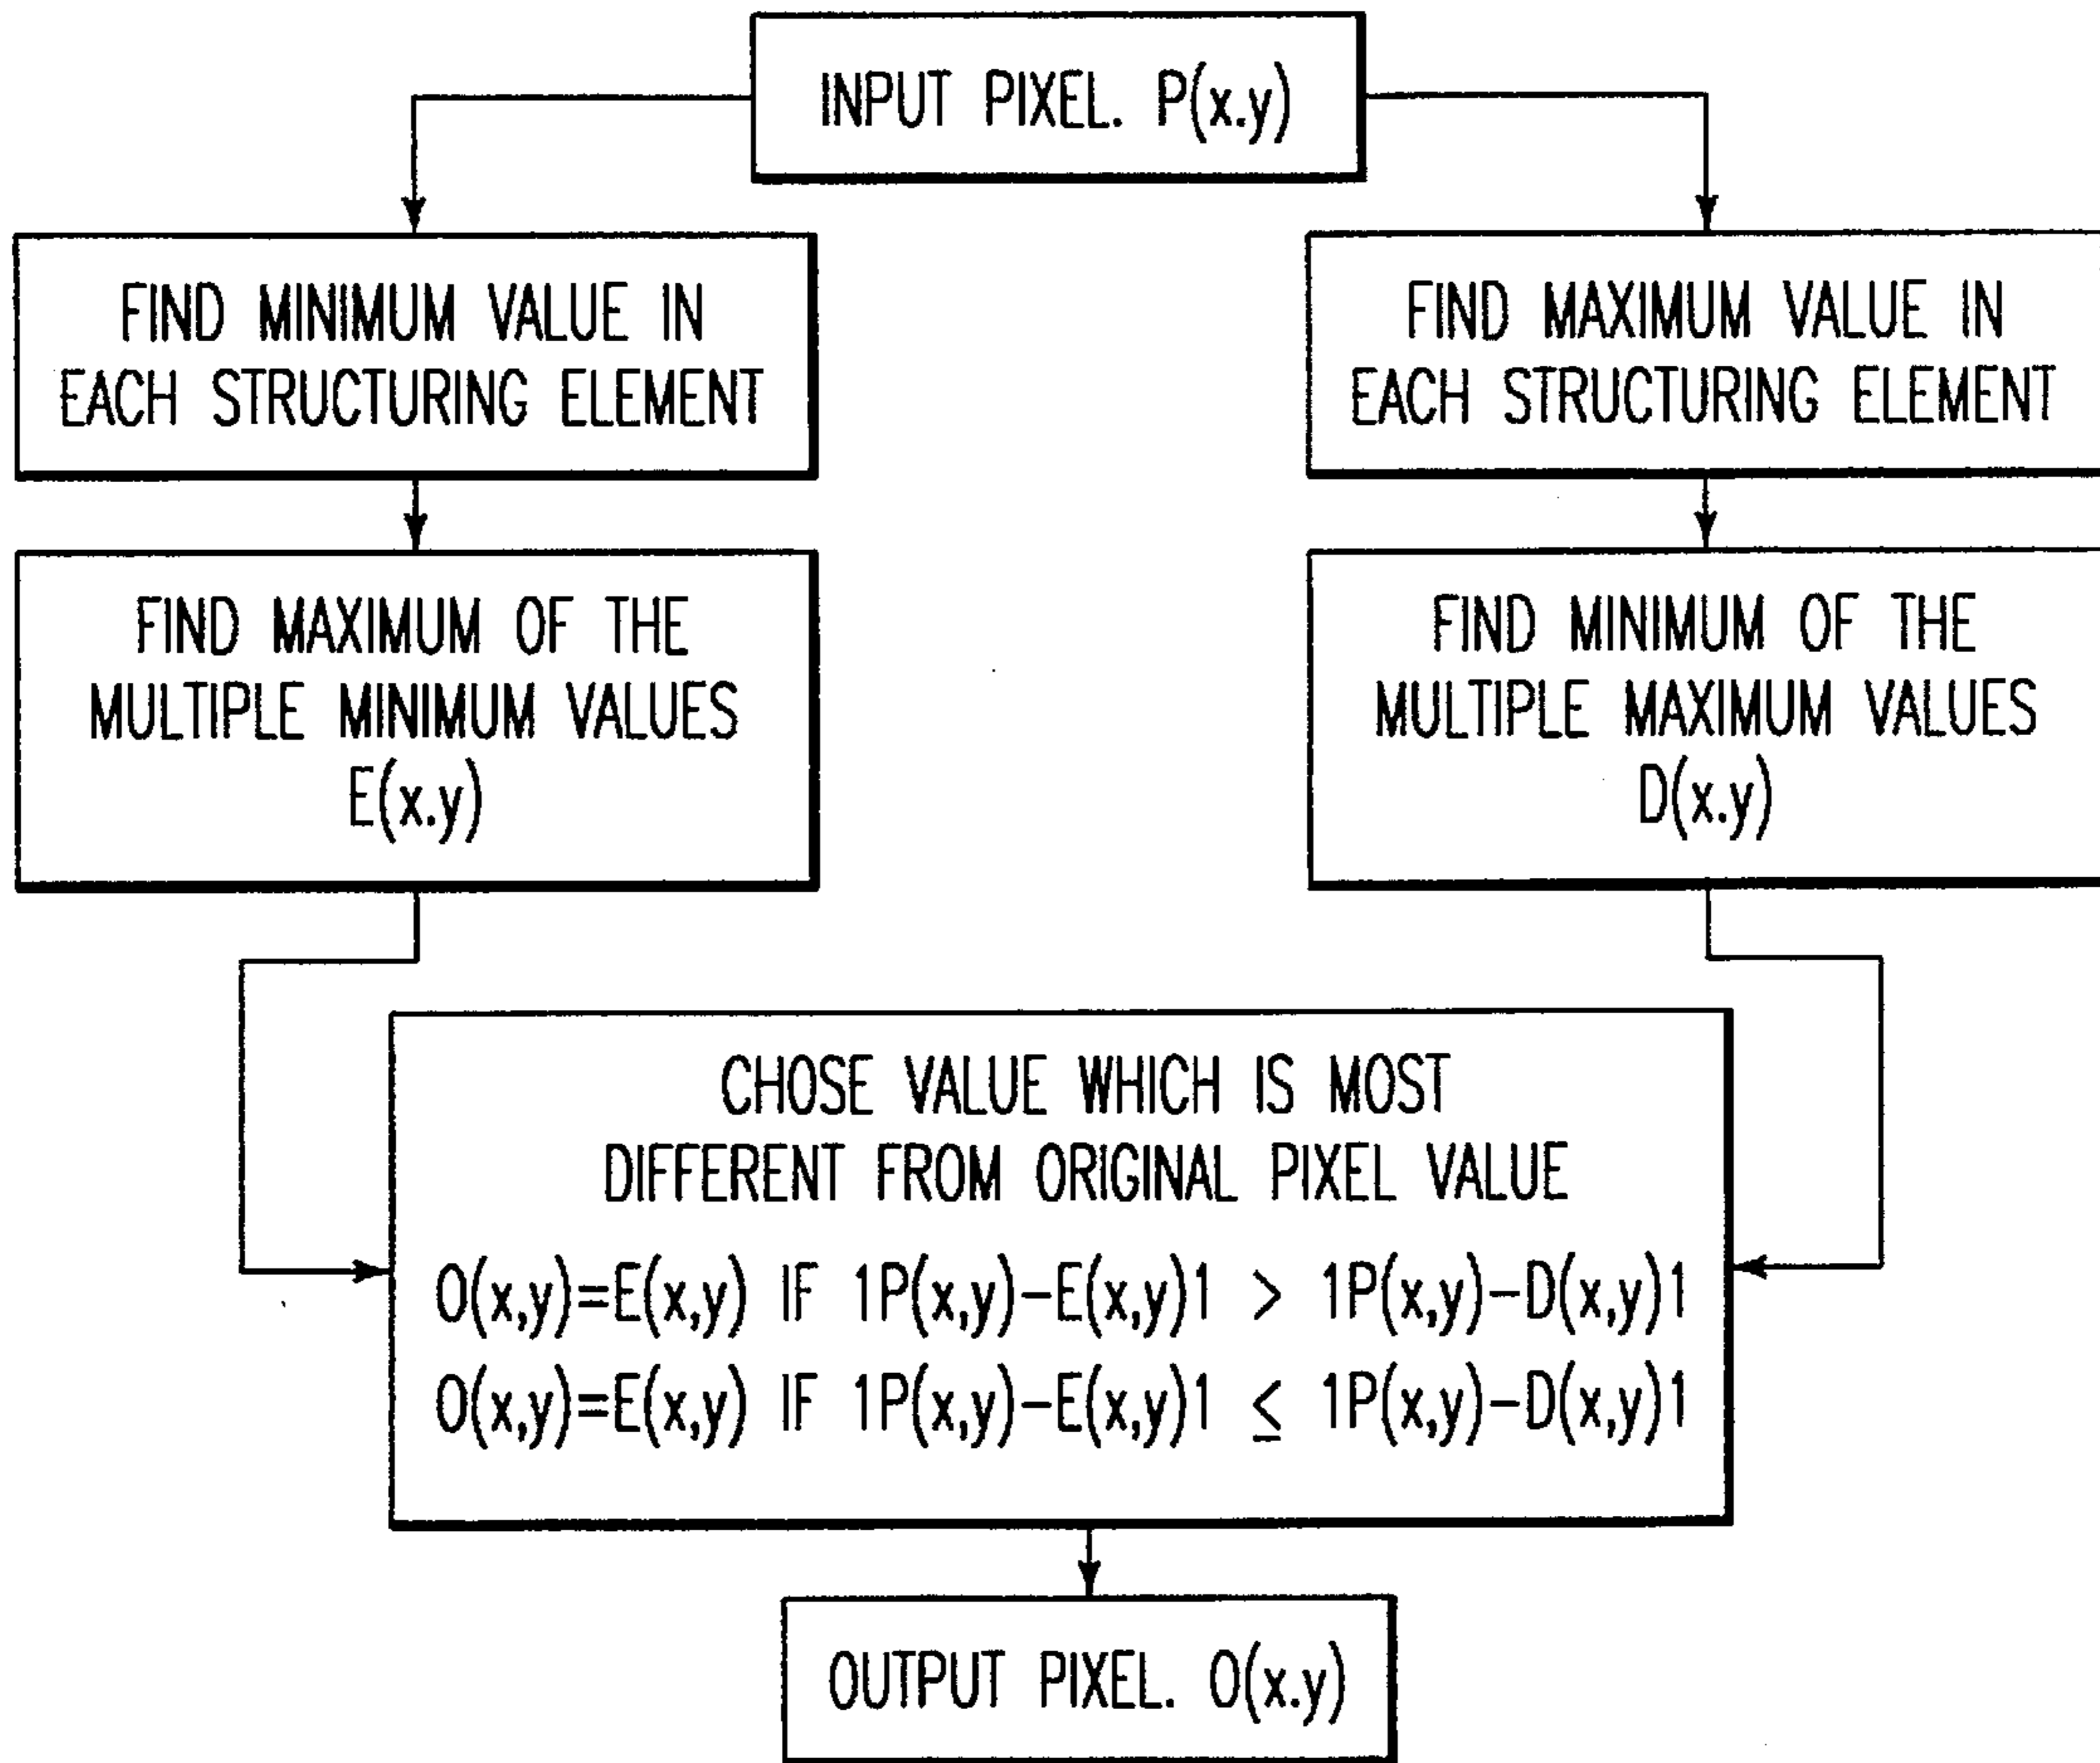 INPUT PIXEL. P(x.y)
FIND MINIMUM VALUE IN
EACH STRUCTURING ELEMENT
FIND MAXIMUM VALUE IN
EACH STRUCTURING ELEMENT
FIND MAXIMUM OF THE
MULTIPLE MINIMUM VALUES
E(x.y)
FIND MINIMUM OF THE
MULTIPLE MAXIMUM VALUES
D(x.y)
CHOSE VALUE WHICH IS MOST
DIFFERENT FROM ORIGINAL PIXEL VALUE
O(x,y)=E(x,y) IF 1P(x,y)-E(x,y)1 > 1P(x,y)-D(x,y)1
O(x,y)=E(x,y) IF 1P(x,y)-E(x,y)1 ≤ 1P(x,y)-D(x,y)1
OUTPUT PIXEL. O(x.y)